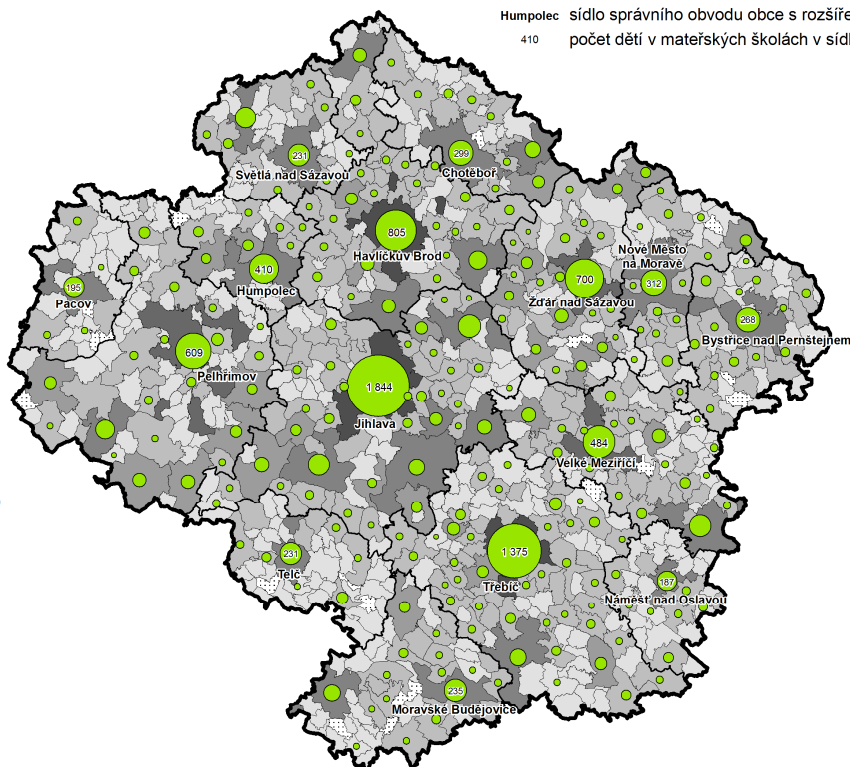 Humpolec sídlo správního obvodu obce s rozšíře
410 počet dětí v mateřských školách v sídl
231
Světlá nad Sázavou
299
Chotěboř
805
Havlíčkův Brod
410
Humpolec
195
Pacov
700
Žďár nad Sázavou
Nové Město
na Moravě
312
268
Bystřice nad Pernštejnem
609
Pelhřimov
1 844
Jihlava
484
Velké Meziříčí
231
Telč
1 375
Třebíč
187
Náměšť nad Oslavou
235
Moravské Budějovice